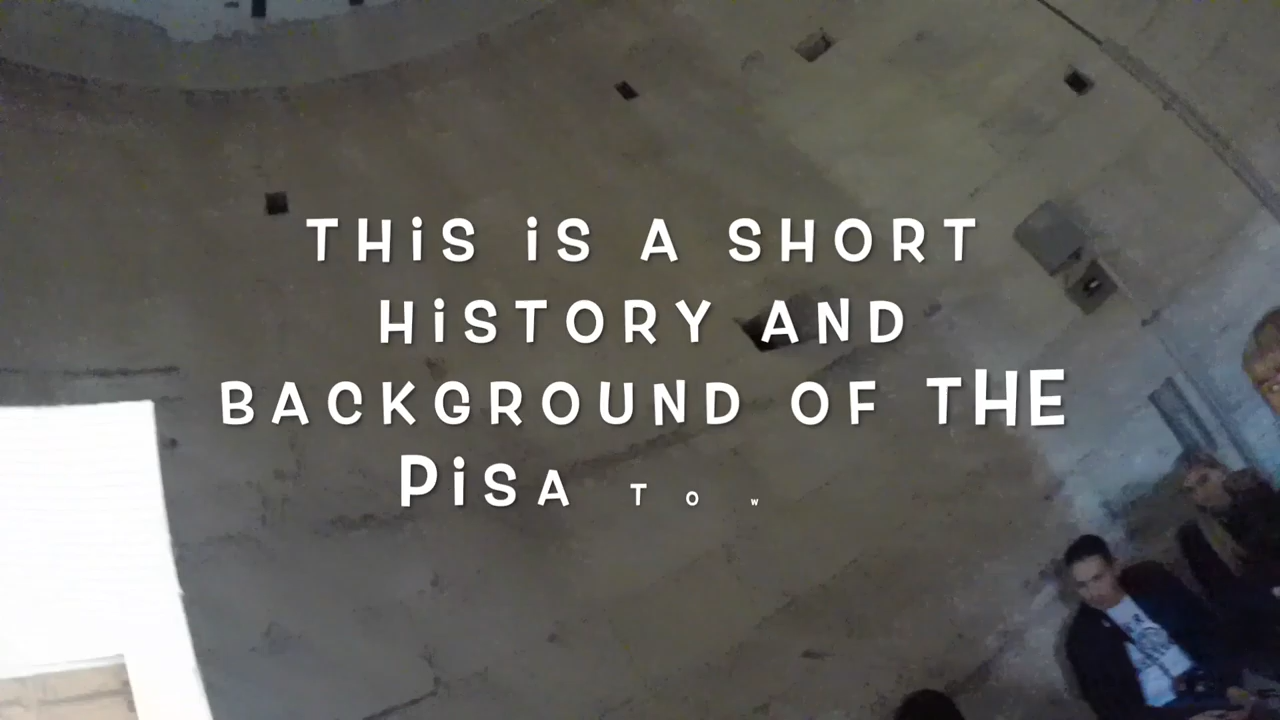 THiS iS A SHORT
HiSTORY AND
BACKGROUND OF THE
PiSA TOW